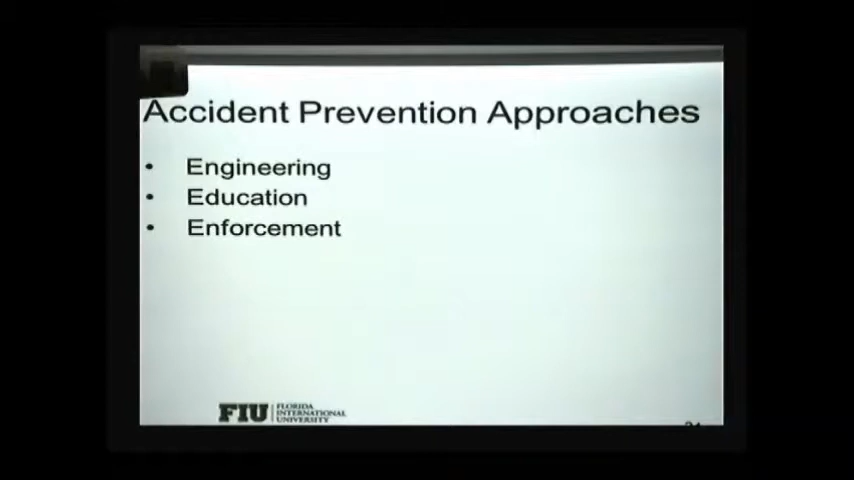 Accident Prevention Approaches
• Engineering
• Education
• Enforcement
FIU FLORIDA
INTERNATIONAL
UNIVERSITY